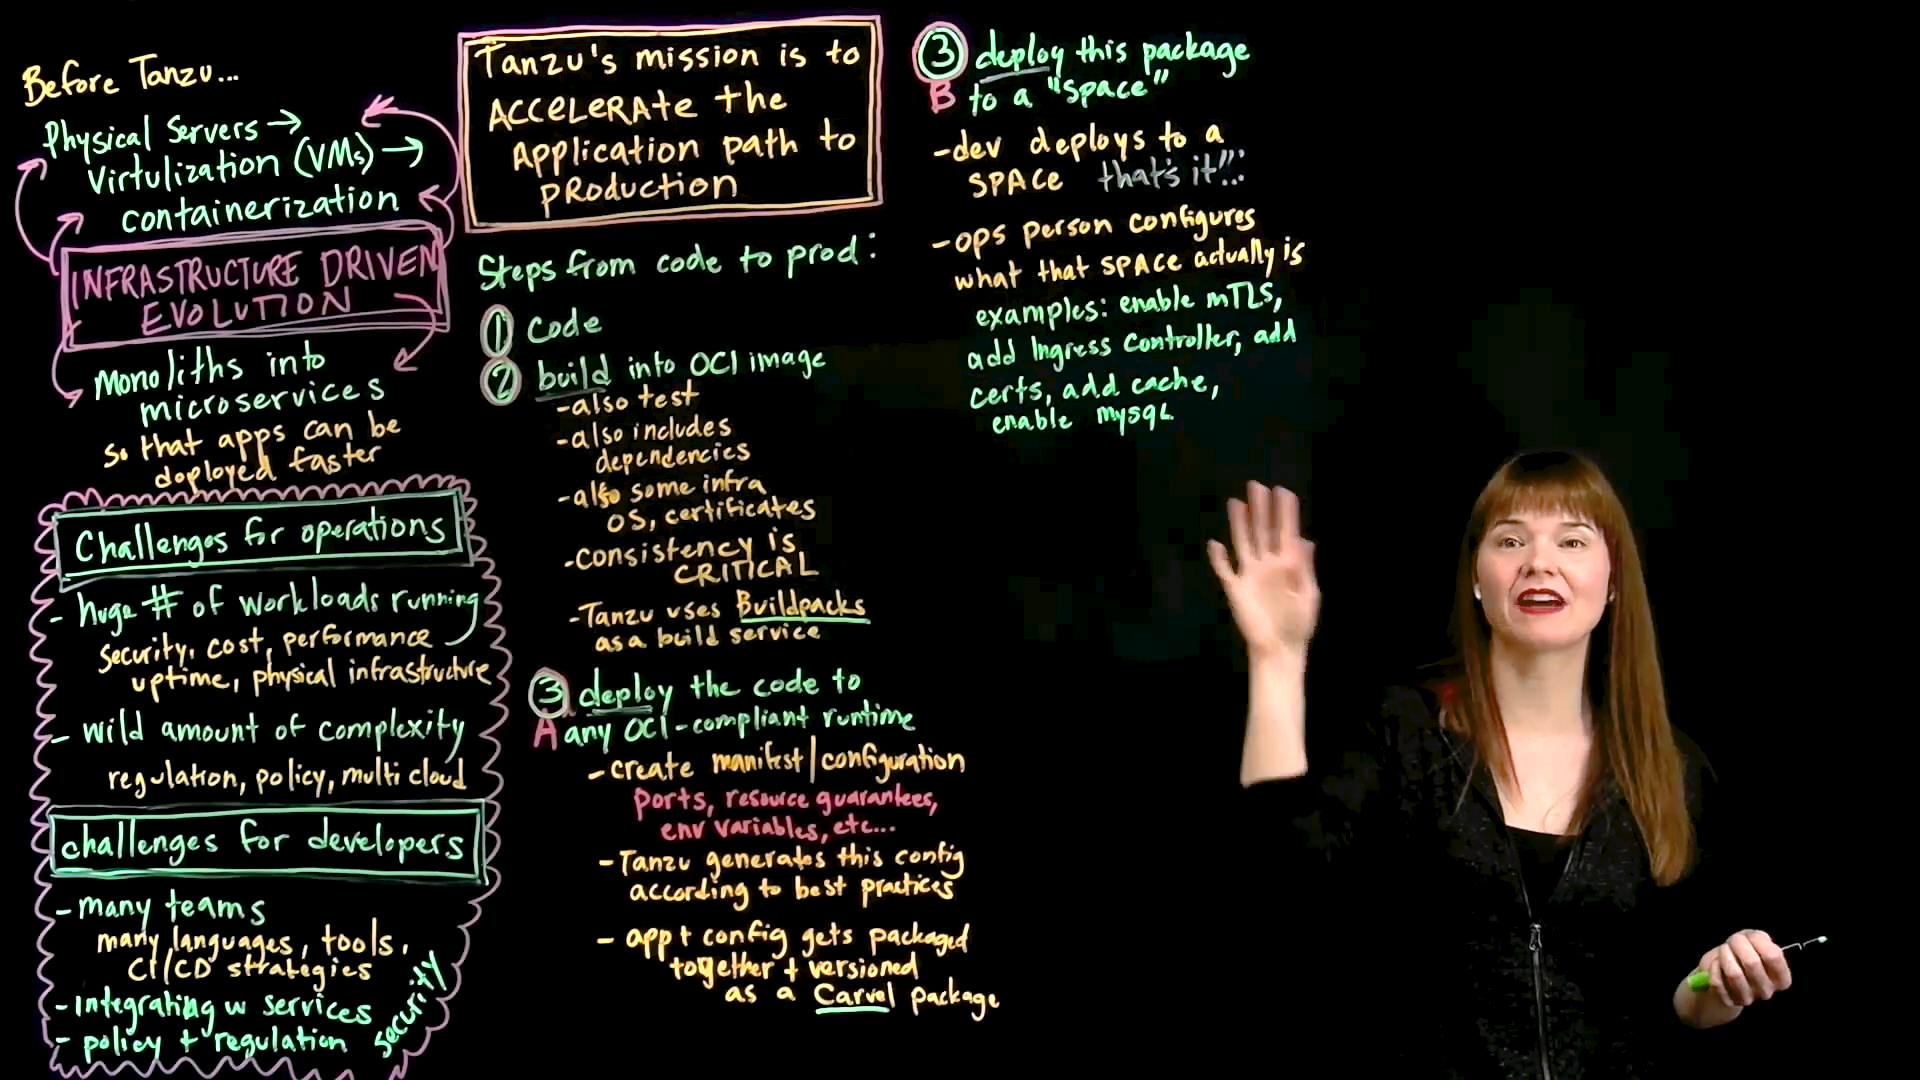 Before Tanzu...
Physical Servers →
Virtulization (VMs) →
containerization
INFRASTRUCTURE DRIVEN
EVOLUTION
Monoliths into
microservices
so that apps can be
doployed faster
Challenges for operations
- huge # of workloads running
security, cost, performance
uptime, physical infrastructure
- wild amount of complexity
regulation, policy, multi cloud
challenges for developers
- many teams
many languages, tools,
CI/CD strategies
- integrating w services
- policy + regulation
security
Tanzu's mission is to
ACCELERATE the
Application path to
PRODUCTION
Steps from code to prod:
1 Code
2 build into OCI image
- also test
- also includes
dependencies
- also some infra
OS, certificates
- consistency is
CRITICAL
- Tanzu uses Buildpacks
as a build service
3 deploy the code to
A any OCI-compliant runtime
- create manifest/configuration
ports, resource guarantees,
env variables, etc...
- Tanzu generates this config
according to best practices
- app + config gets packaged
together + versioned
as a Carvel package
3 deploy this package
B to a "space"
- dev deploys to a
SPACE that's it!!:
- ops person configures
what that SPACE actually is
examples: enable mTLS,
add Ingress Controller, add
certs, add cache,
enable mysql